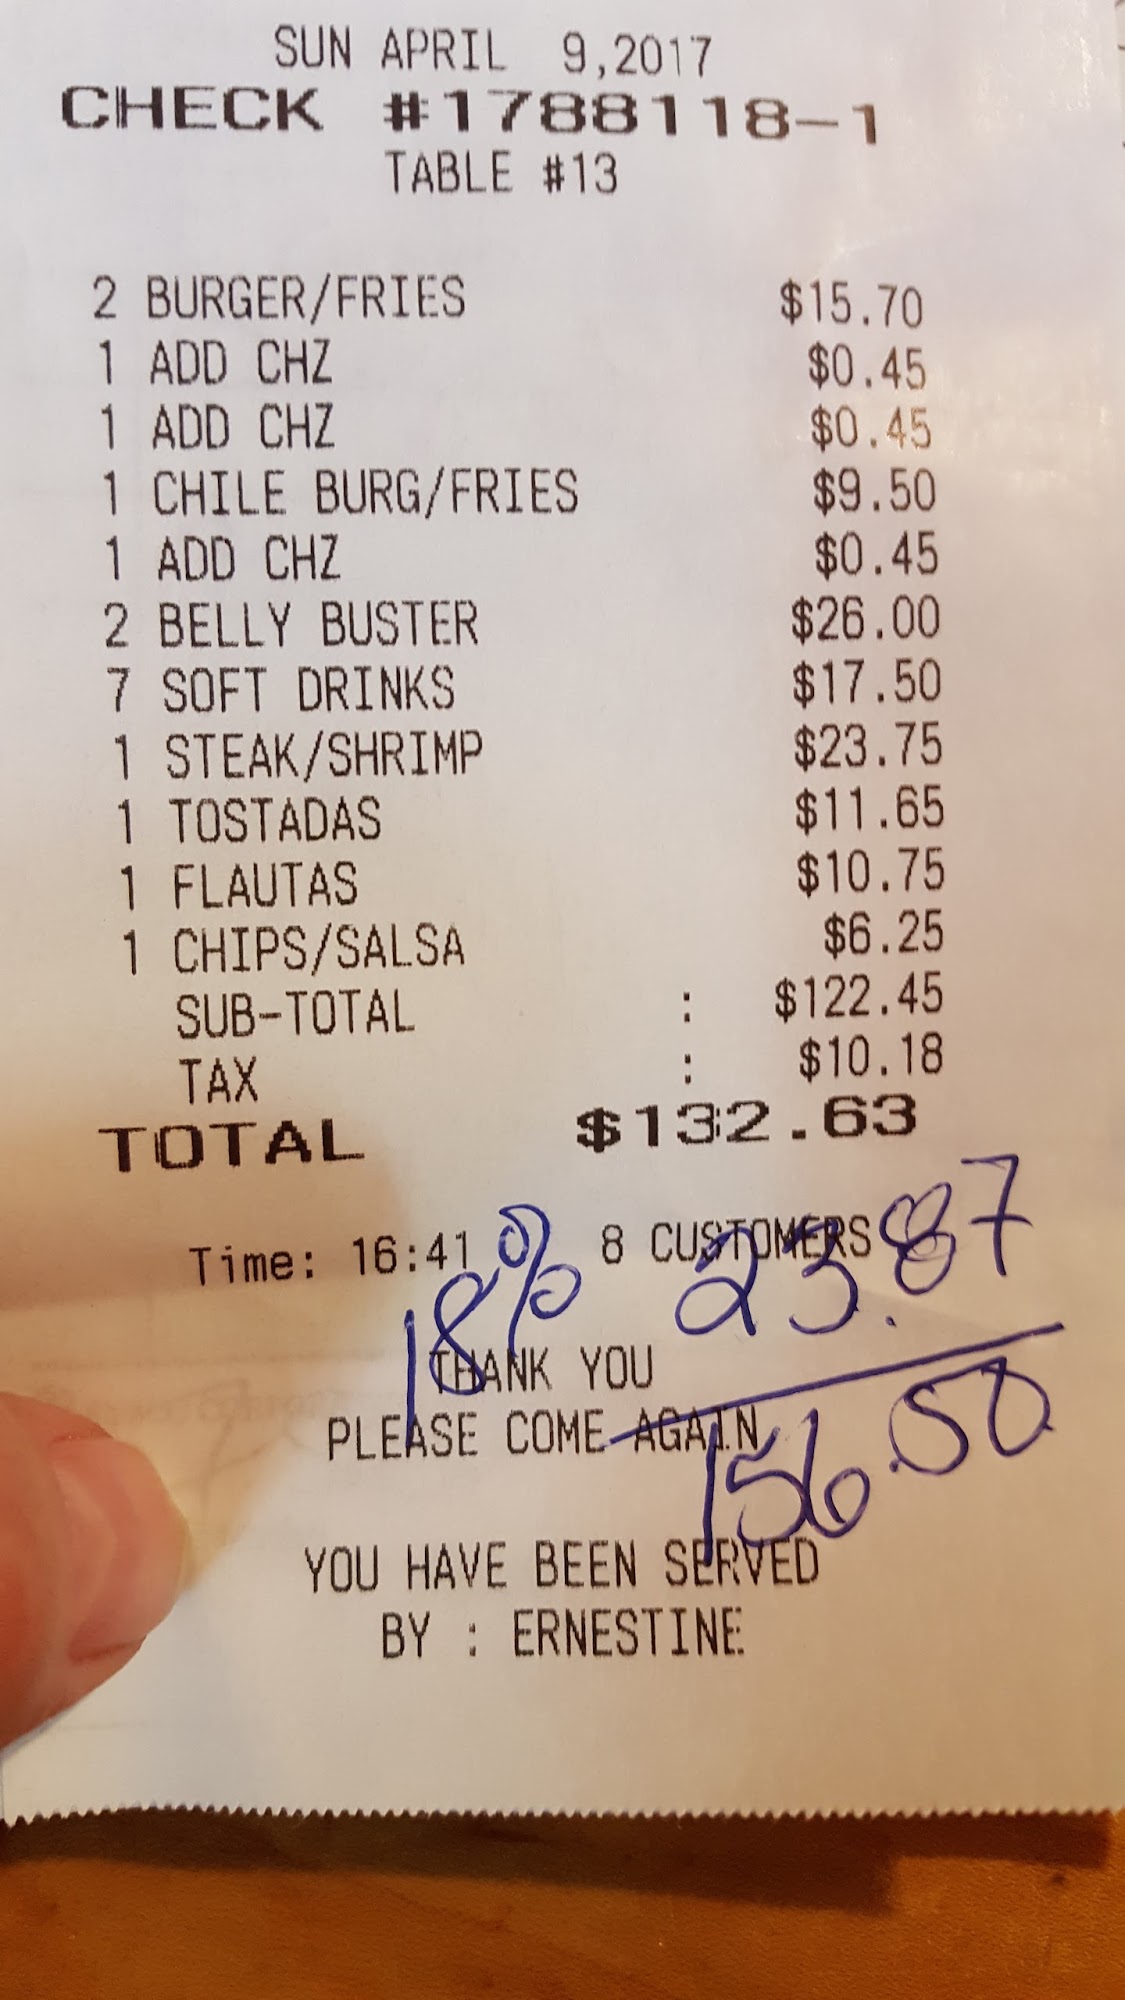 SUN APRIL 9,2017
CHECK #1788118-1
TABLE #13
2 BURGER/FRIES $15.70
1 ADD CHZ $0.45
1 ADD CHZ $0.45
1 CHILE BURG/FRIES $9.50
1 ADD CHZ $0.45
2 BELLY BUSTER $26.00
7 SOFT DRINKS $17.50
1 STEAK/SHRIMP $23.75
1 TOSTADAS $11.65
1 FLAUTAS $10.75
1 CHIPS/SALSA $6.25
SUB-TOTAL : $122.45
TAX : $10.18
TOTAL $132.63
Time: 16:41 8 CUSTOMERS
18% 23.87
THANK YOU
PLEASE COME AGAIN
156.50
YOU HAVE BEEN SERVED
BY : ERNESTINE